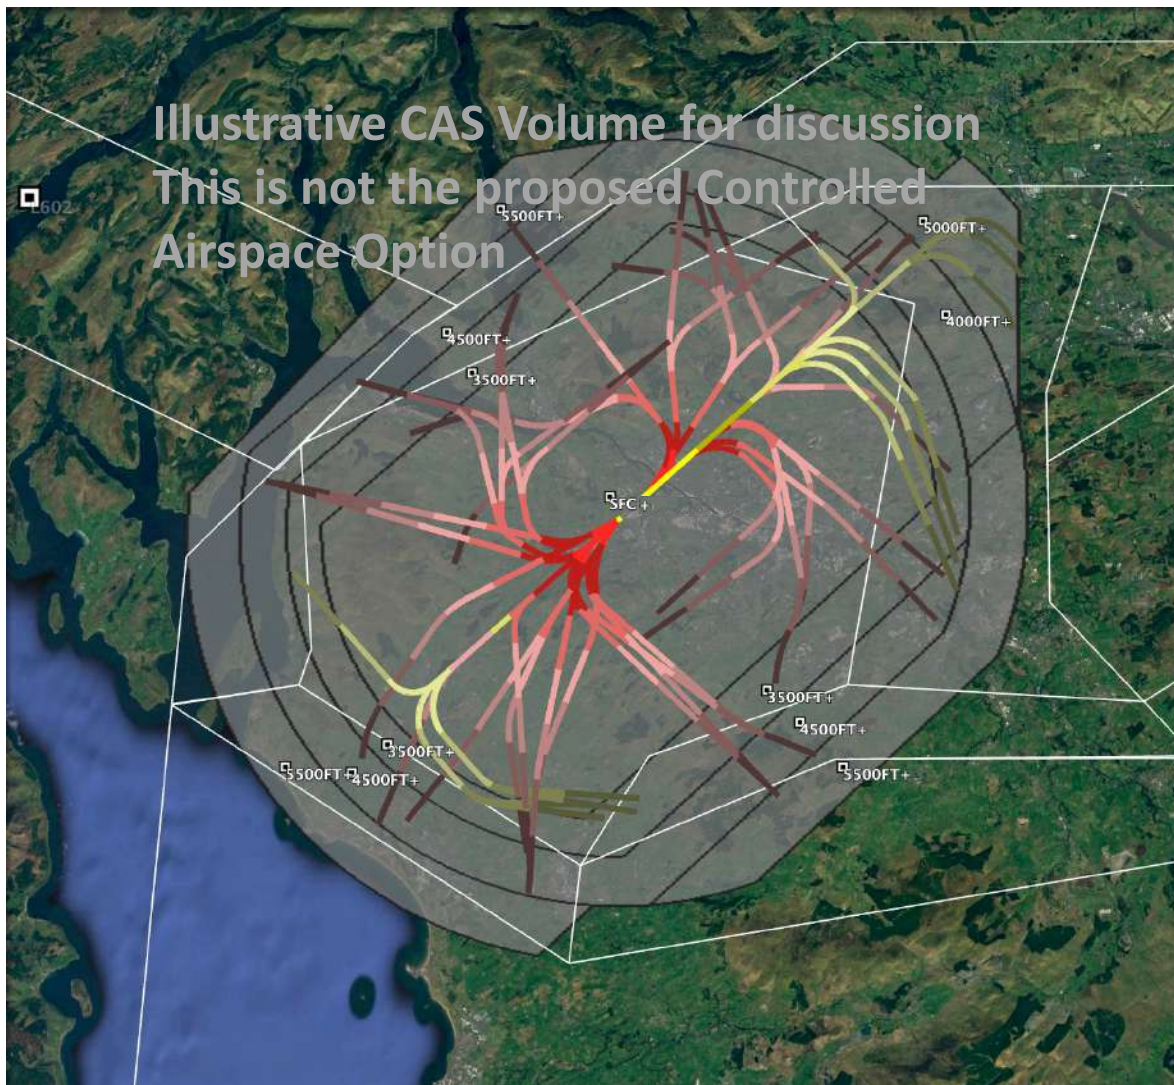 Illustrative CAS Volume for discussion
This is not the proposed Controlled
Airspace Option
L602
5500FT+
5000FT+
4000FT+
4500FT+
3500FT+
SFC +
3500FT+
4500FT+
5500FT+
3500FT+
5500FT+
4500FT+